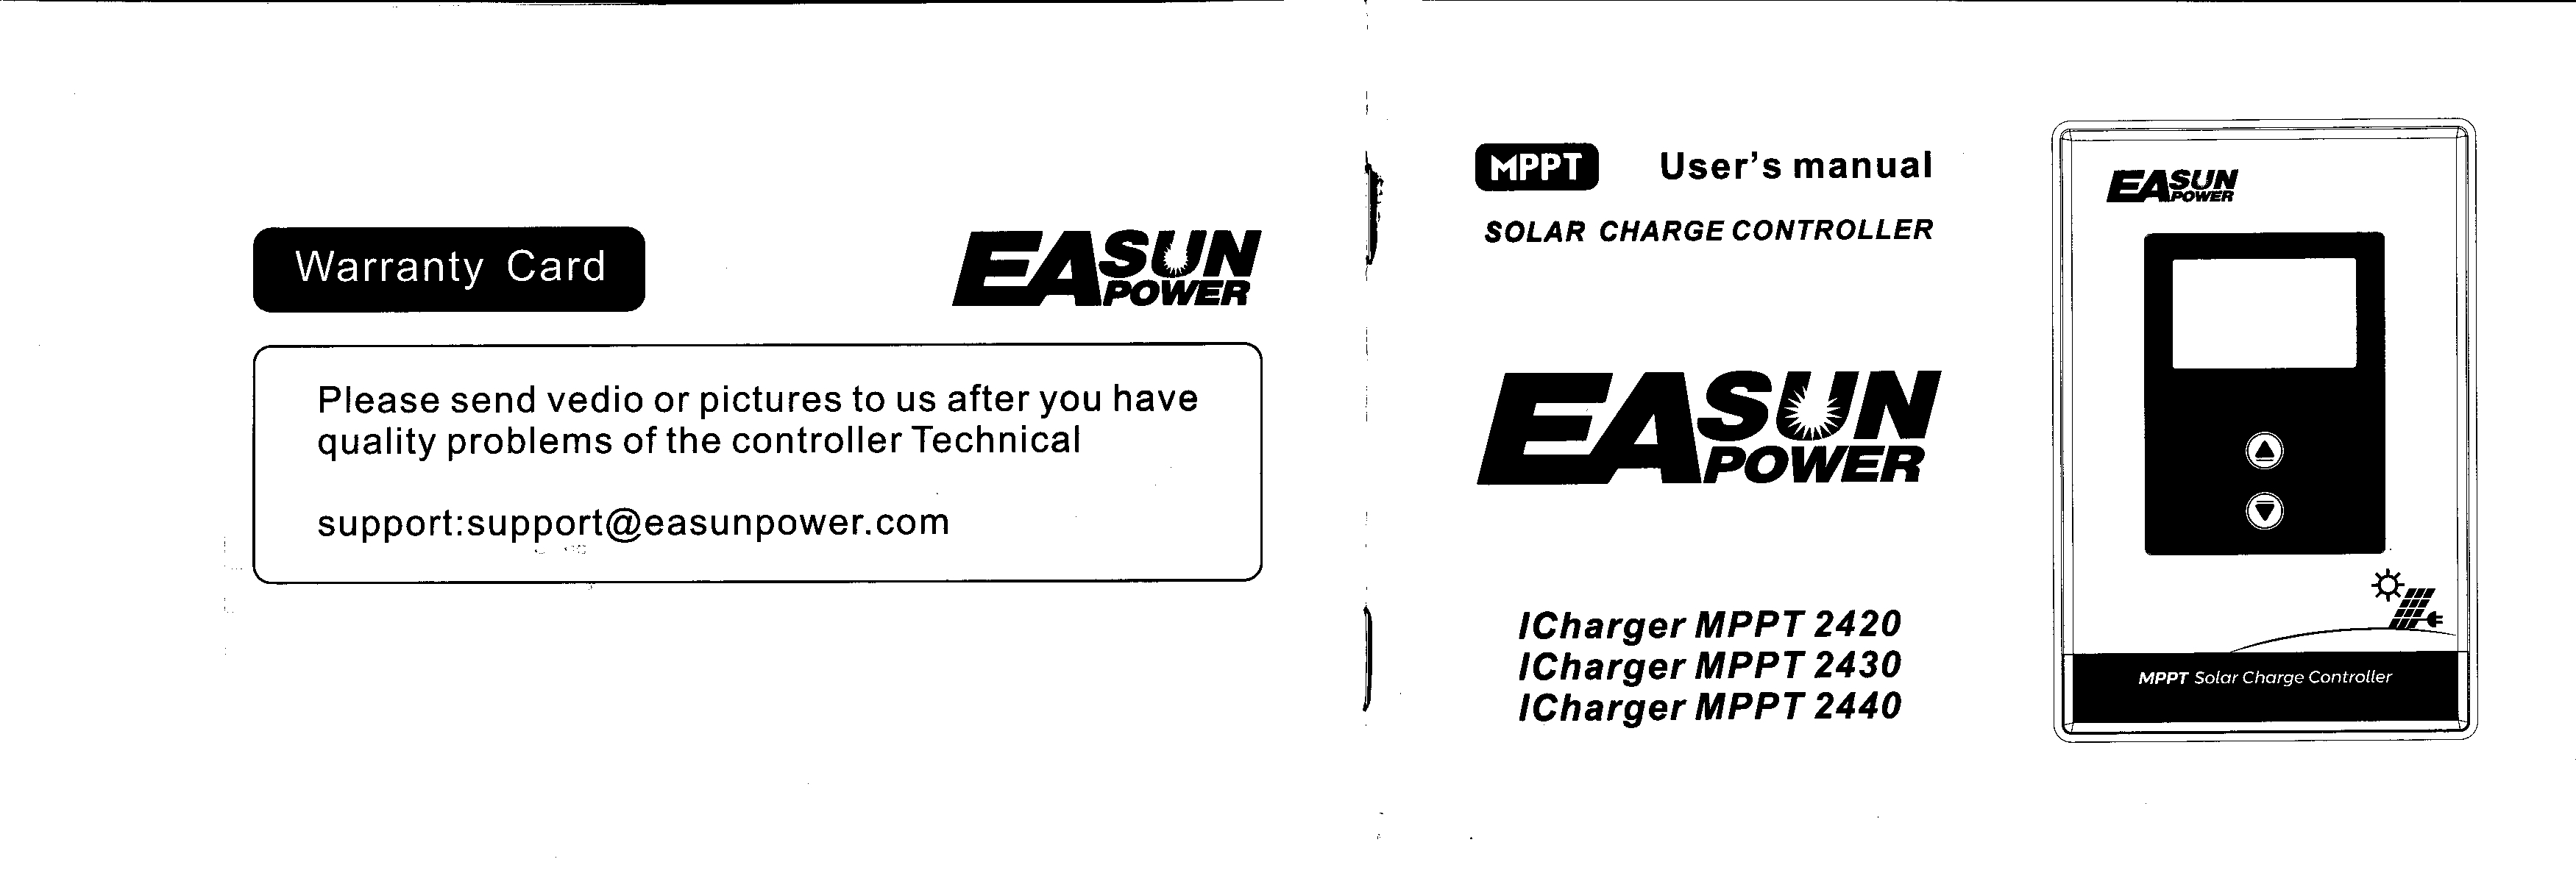 Warranty Card
EASUN
POWER
Please send vedio or pictures to us after you have
quality problems of the controller Technical
support:support@easunpower.com
MPPT User's manual
SOLAR CHARGE CONTROLLER
EASUN
POWER
ICharger MPPT 2420
ICharger MPPT 2430
ICharger MPPT 2440
EASUN
POWER
MPPT Solar Charge Controller